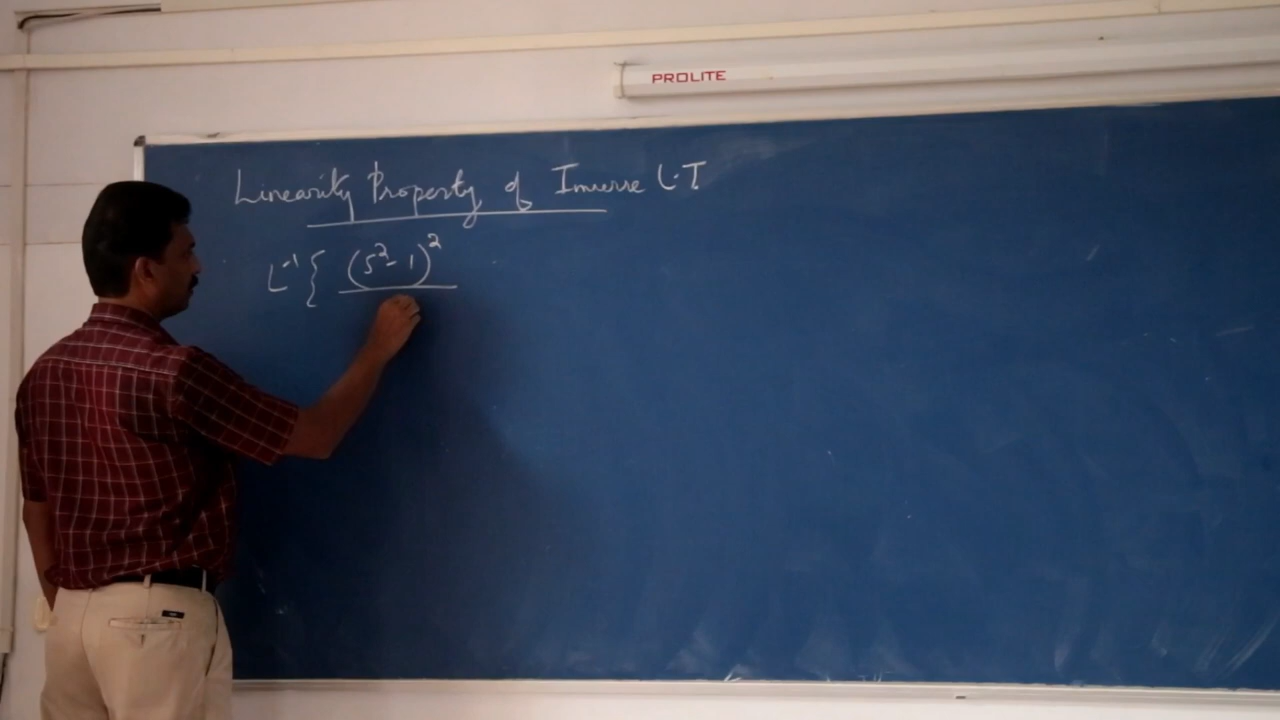 PROLITE
Linearity Property of Inverse L.T
L⁻¹ { (s² - 1)²